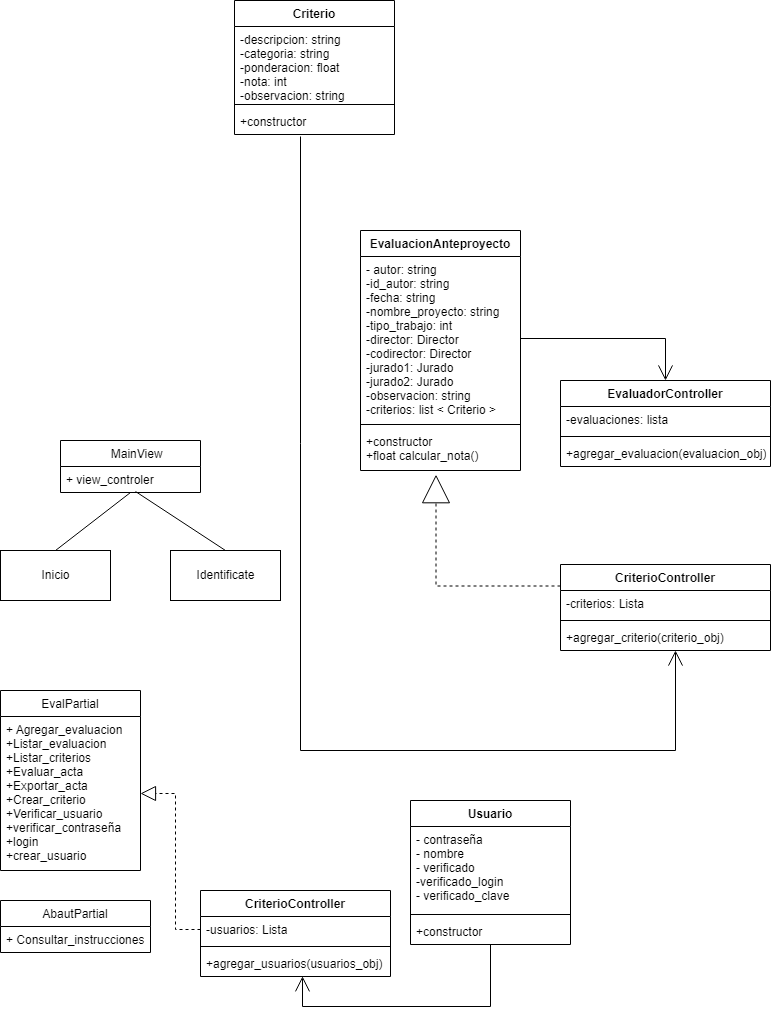 Criterio
-descripcion: string
-categoria: string
-ponderacion: float
-nota: int
-observacion: string
+constructor
EvaluacionAnteproyecto
- autor: string
-id_autor: string
-fecha: string
-nombre_proyecto: string
-tipo_trabajo: int
-director: Director
-codirector: Director
-jurado1: Jurado
-jurado2: Jurado
-observacion: string
-criterios: list < Criterio >
+constructor
+float calcular_nota()
EvaluadorController
-evaluaciones: lista
+agregar_evaluacion(evaluacion_obj)
MainView
+ view_controler
Inicio
Identificate
CriterioController
-criterios: Lista
+agregar_criterio(criterio_obj)
EvalPartial
+ Agregar_evaluacion
+Listar_evaluacion
+Listar_criterios
+Evaluar_acta
+Exportar_acta
+Crear_criterio
+Verificar_usuario
+verificar_contraseña
+login
+crear_usuario
Usuario
- contraseña
- nombre
- verificado
-verificado_login
- verificado_clave
+constructor
CriterioController
-usuarios: Lista
+agregar_usuarios(usuarios_obj)
AbautPartial
+ Consultar_instrucciones